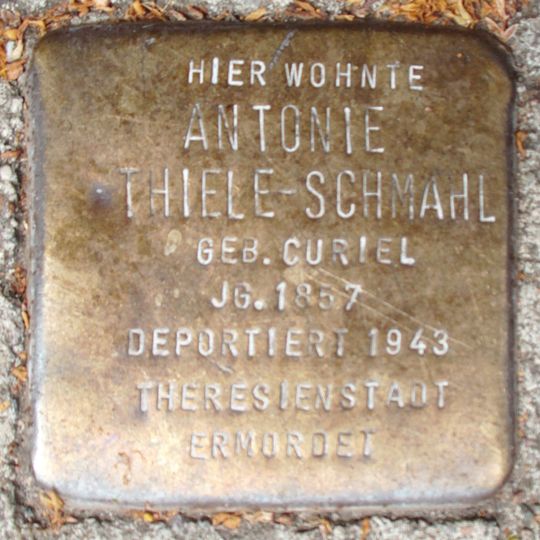 HIER WOHNTE
ANTONIE
THIELE-SCHMAHL
GEB. CURIEL
JG. 1857
DEPORTIERT 1943
THERESIENSTADT
ERMORDET